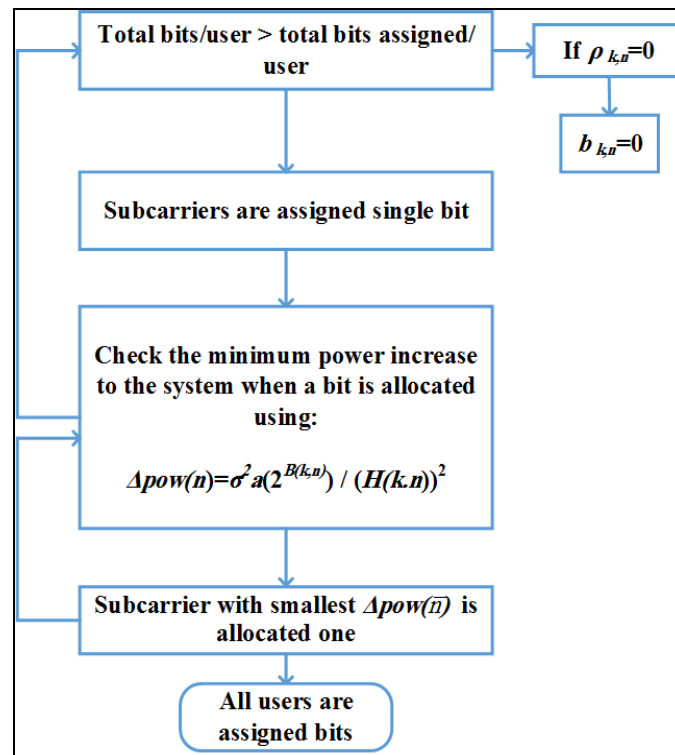 Total bits/user > total bits assigned/
user
If ρ k,n=0
b k,n=0
Subcarriers are assigned single bit
Check the minimum power increase
to the system when a bit is allocated
using:
Δpow(n)=σ²a(2^B(k,n)) / (H(k.n))²
Subcarrier with smallest Δpow(n̅) is
allocated one
All users are
assigned bits